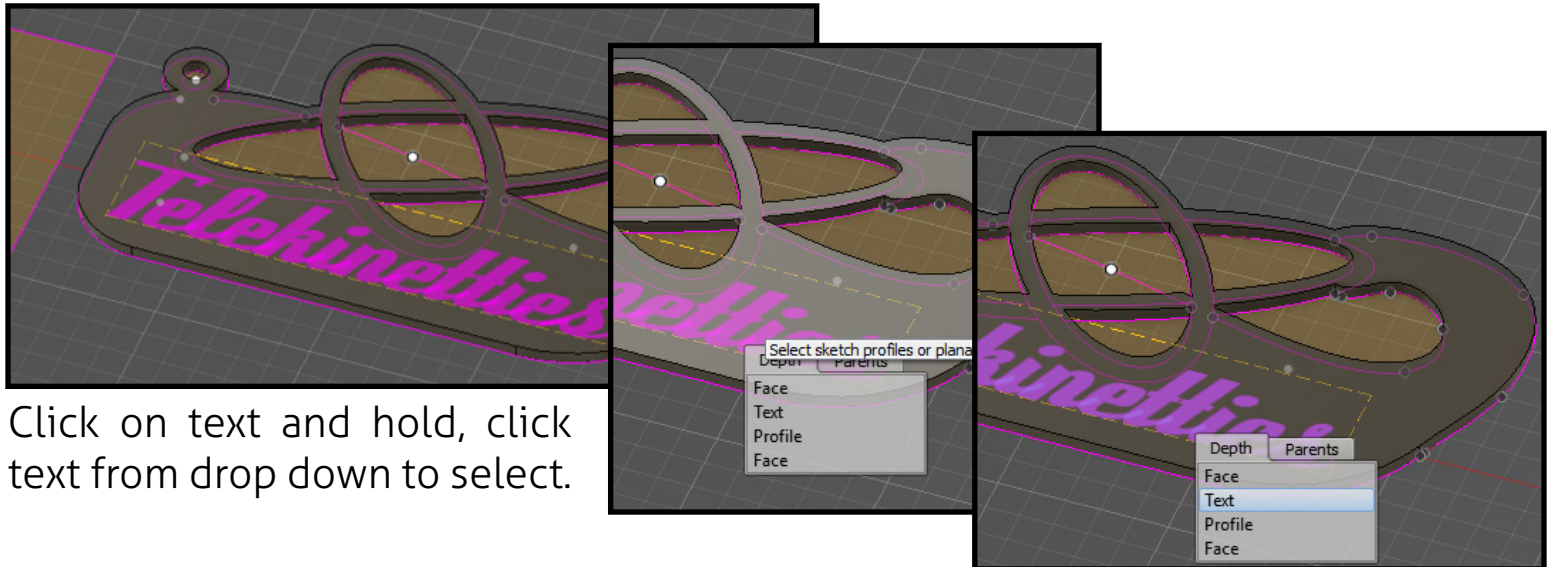 Telekinetties
Click on text and hold, click
text from drop down to select.
netties
Select sketch profiles or plana
Depth Parents
Face
Text
Profile
Face
kinetties
Depth Parents
Face
Text
Profile
Face